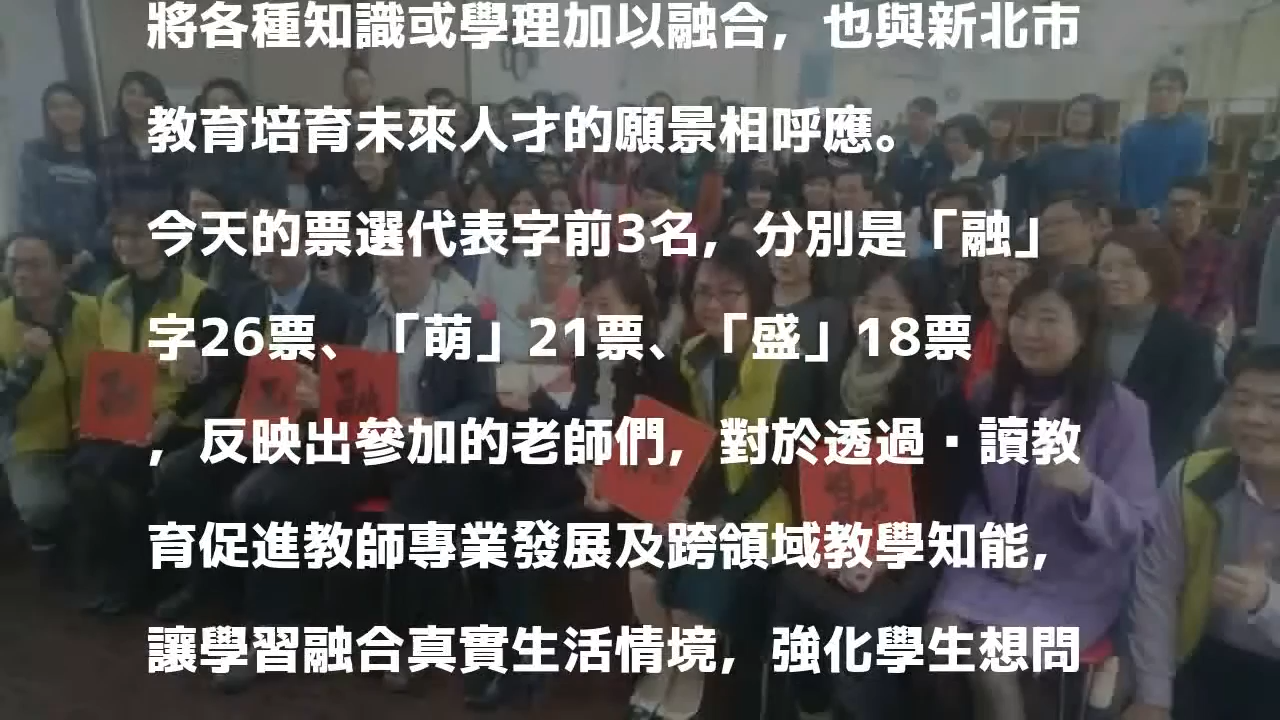 將各種知識或學理加以融合，也與新北市
教育培育未來人才的願景相呼應。
今天的票選代表字前3名，分別是「融」
字26票、「萌」21票、「盛」18票
，反映出參加的老師們，對於透過▪讀教
育促進教師專業發展及跨領域教學知能，
讓學習融合真實生活情境，強化學生想問